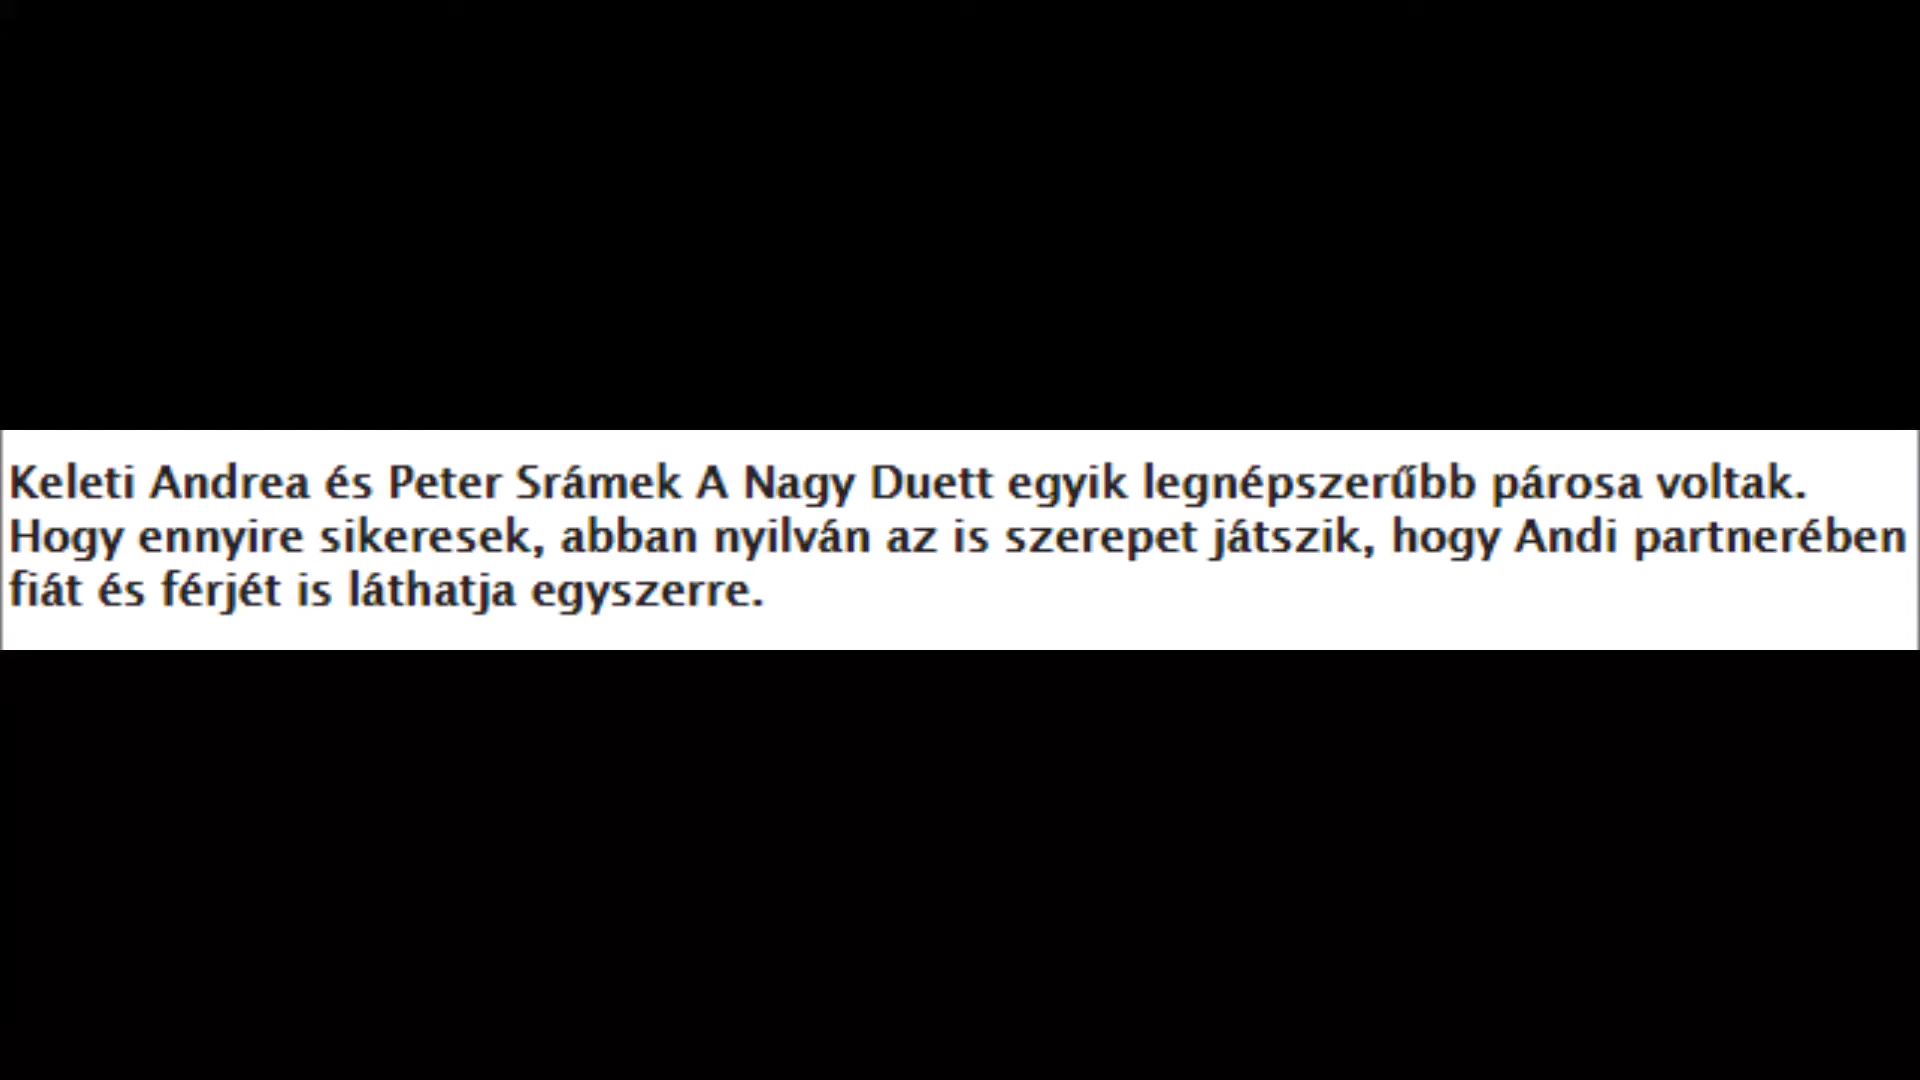 Keleti Andrea és Peter Srámek A Nagy Duett egyik legnépszerűbb párosa voltak.
Hogy ennyire sikeresek, abban nyilván az is szerepet játszik, hogy Andi partnerében
fiát és férjét is láthatja egyszerre.